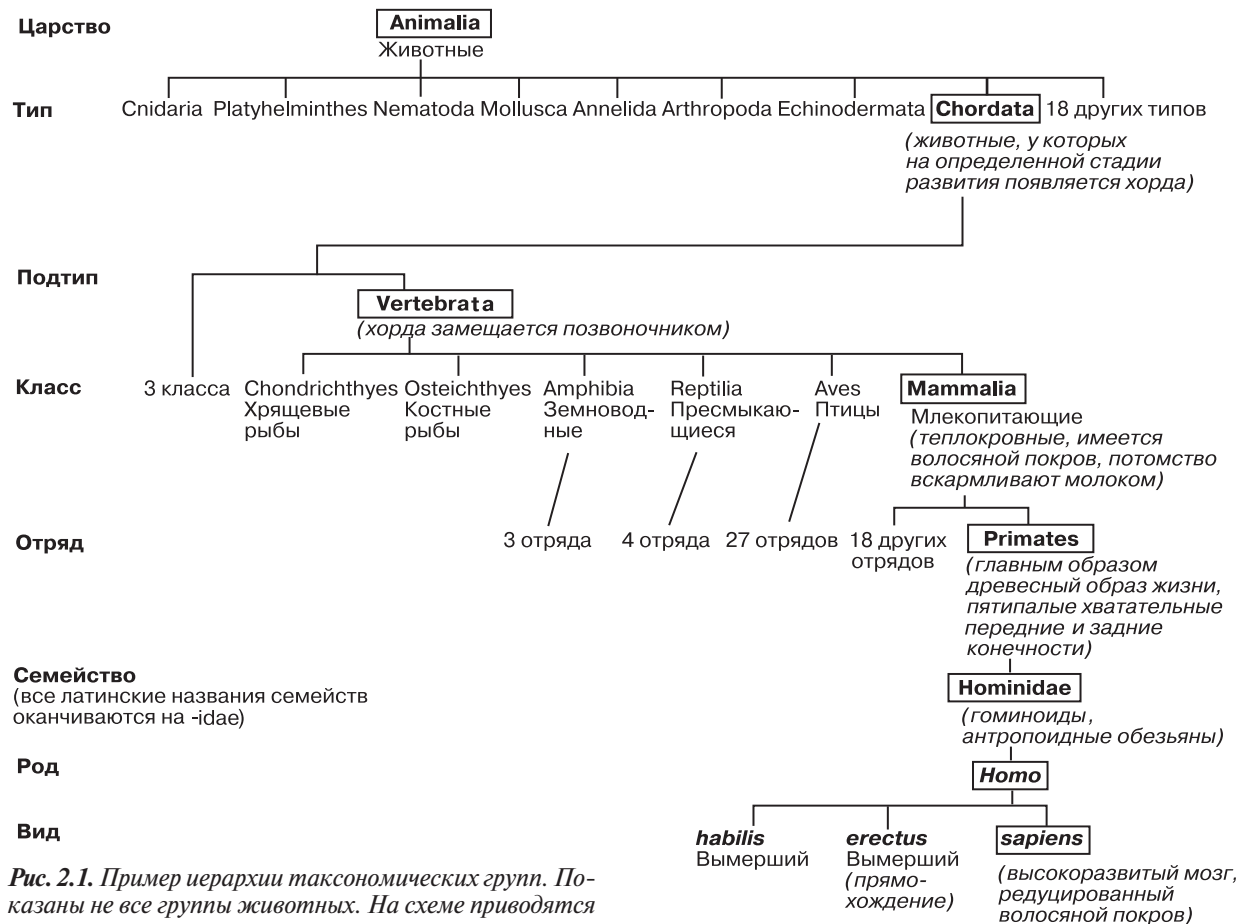 Царство
Animalia
Животные
Тип
Cnidaria Platyhelminthes Nematoda Mollusca Annelida Arthropoda Echinodermata Chordata 18 других типов
(животные, у которых
на определенной стадии
развития появляется хорда)
Подтип
Vertebrata
(хорда замещается позвоночником)
Класс
3 класса
Chondrichthyes
Хрящевые
рыбы
Osteichthyes
Костные
рыбы
Amphibia
Земновод-
ные
Reptilia
Пресмыкаю-
щиеся
Aves
Птицы
Mammalia
Млекопитающие
(теплокровные, имеется
волосяной покров, потомство
вскармливают молоком)
Отряд
3 отряда
4 отряда
27 отрядов
18 других
отрядов
Primates
(главным образом
древесный образ жизни,
пятипалые хватательные
передние и задние
конечности)
Семейство
(все латинские названия семейств
оканчиваются на -idae)
Hominidae
(гоминоиды,
антропоидные обезьяны)
Род
Homo
Вид
habilis
Вымерший
erectus
Вымерший
(прямо-
хождение)
sapiens
(высокоразвитый мозг,
редуцированный
волосяной покров)
Рис. 2.1. Пример иерархии таксономических групп. По-
казаны не все группы животных. На схеме приводятся